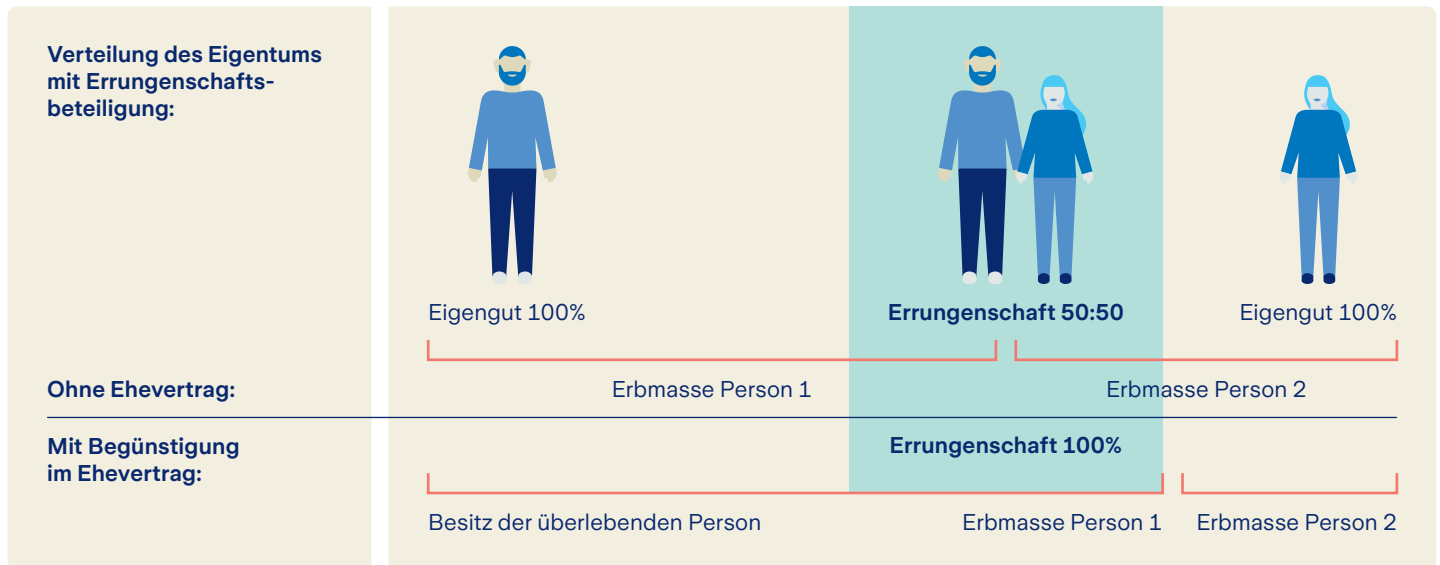 Verteilung des Eigentums
mit Errungenschafts-
beteiligung:
Eigengut 100%
Errungenschaft 50:50
Eigengut 100%
Ohne Ehevertrag:
Erbmasse Person 1
Erbmasse Person 2
Mit Begünstigung
im Ehevertrag:
Errungenschaft 100%
Besitz der überlebenden Person
Erbmasse Person 1
Erbmasse Person 2